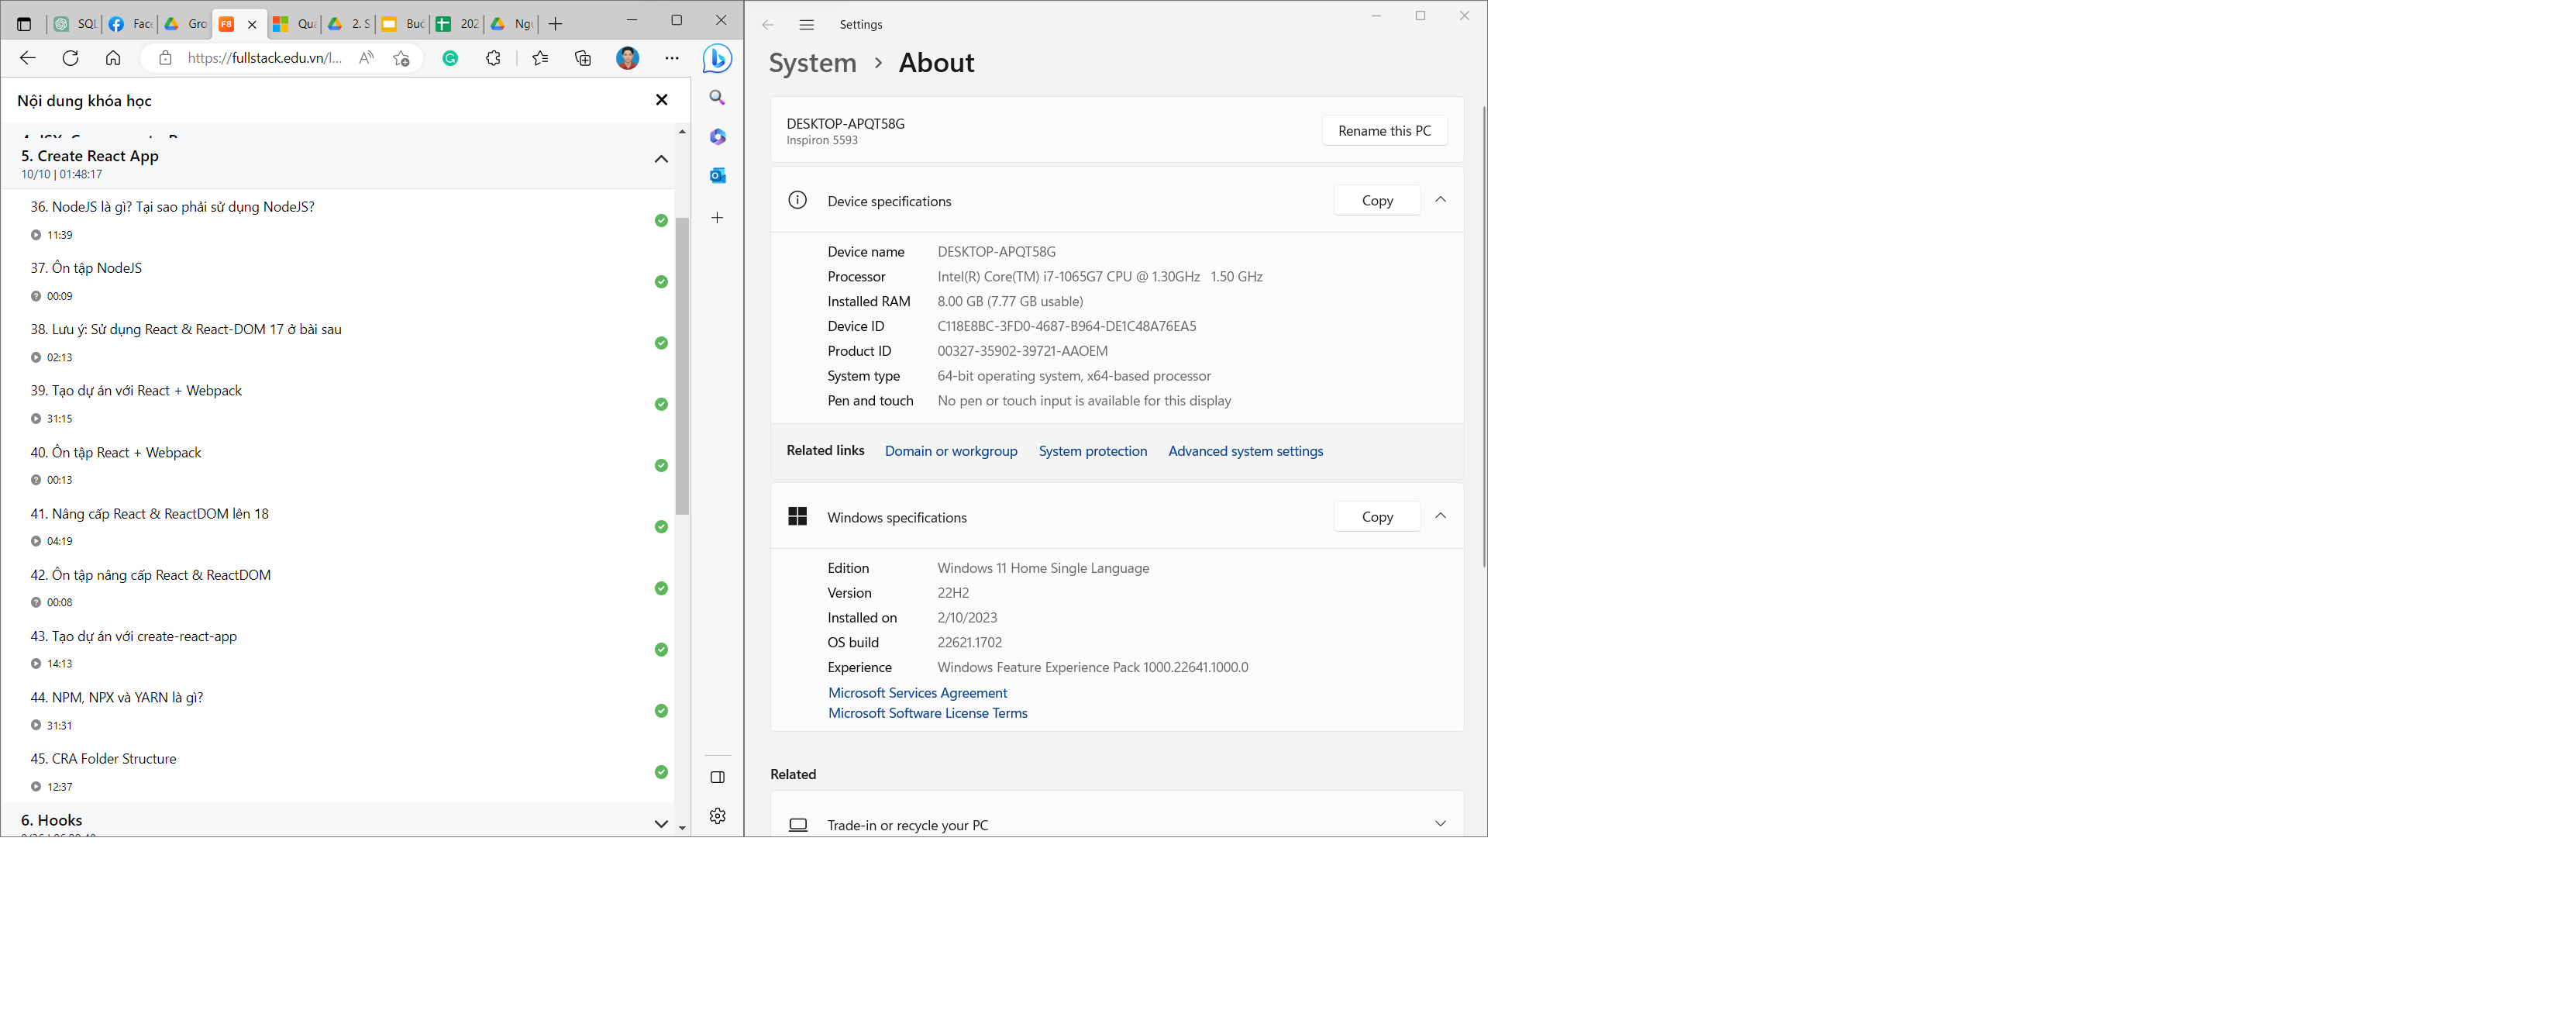 SQL
Face
Gro
F8
Qu
2. S
Buổ
202
Ng
https://fullstack.edu.vn/l...
Nội dung khóa học
5. Create React App
10/10 | 01:48:17
36. NodeJS là gì? Tại sao phải sử dụng NodeJS?
11:39
37. Ôn tập NodeJS
00:09
38. Lưu ý: Sử dụng React & React-DOM 17 ở bài sau
02:13
39. Tạo dự án với React + Webpack
31:15
40. Ôn tập React + Webpack
00:13
41. Nâng cấp React & ReactDOM lên 18
04:19
42. Ôn tập nâng cấp React & ReactDOM
00:08
43. Tạo dự án với create-react-app
14:13
44. NPM, NPX và YARN là gì?
31:31
45. CRA Folder Structure
12:37
6. Hooks
Settings
System > About
DESKTOP-APQT58G
Inspiron 5593
Rename this PC
Device specifications
Copy
Device name DESKTOP-APQT58G
Processor Intel(R) Core(TM) i7-1065G7 CPU @ 1.30GHz 1.50 GHz
Installed RAM 8.00 GB (7.77 GB usable)
Device ID C118E8BC-3FD0-4687-B964-DE1C48A76EA5
Product ID 00327-35902-39721-AAOEM
System type 64-bit operating system, x64-based processor
Pen and touch No pen or touch input is available for this display
Related links Domain or workgroup System protection Advanced system settings
Windows specifications
Copy
Edition Windows 11 Home Single Language
Version 22H2
Installed on 2/10/2023
OS build 22621.1702
Experience Windows Feature Experience Pack 1000.22641.1000.0
Microsoft Services Agreement
Microsoft Software License Terms
Related
Trade-in or recycle your PC